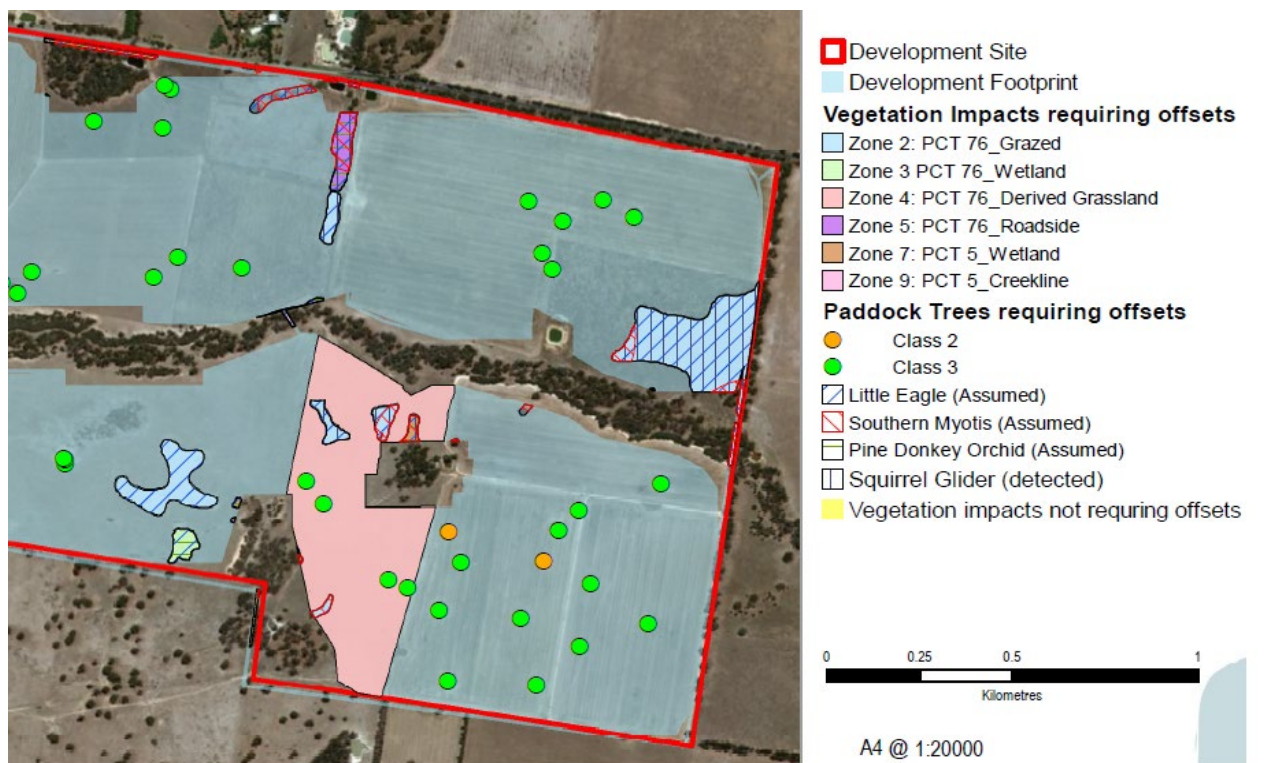 Development Site
Development Footprint
Vegetation Impacts requiring offsets
Zone 2: PCT 76_Grazed
Zone 3 PCT 76_Wetland
Zone 4: PCT 76_Derived Grassland
Zone 5: PCT 76_Roadside
Zone 7: PCT 5_Wetland
Zone 9: PCT 5_Creekline
Paddock Trees requiring offsets
Class 2
Class 3
Little Eagle (Assumed)
Southern Myotis (Assumed)
Pine Donkey Orchid (Assumed)
Squirrel Glider (detected)
Vegetation impacts not requring offsets
0 0.25 0.5 1
Kilometres
A4 @ 1:20000